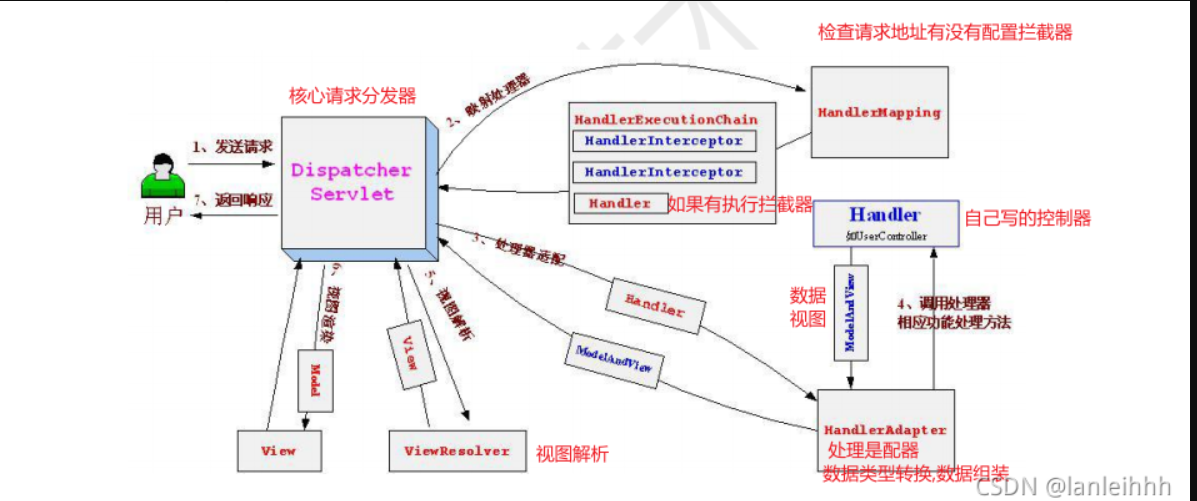 检查请求地址有没有配置拦截器
核心请求分发器
2、映射处理器
HandlerMapping
HandlerExecutionChain
HandlerInterceptor
HandlerInterceptor
Handler
如果有执行拦截器
1、发送请求
Dispatcher
Servlet
7、返回响应
用户
Handler
如UserController
自己写的控制器
3、处理器适配
Handler
数据
视图
ModelAndView
4、调用处理器
相应功能处理方法
6、视图渲染
5、视图解析
View
Model
ModelAndView
HandlerAdapter
处理是配器
数据类型转换,数据组装
View
ViewResolver
视图解析
CSDN @lanleihhh